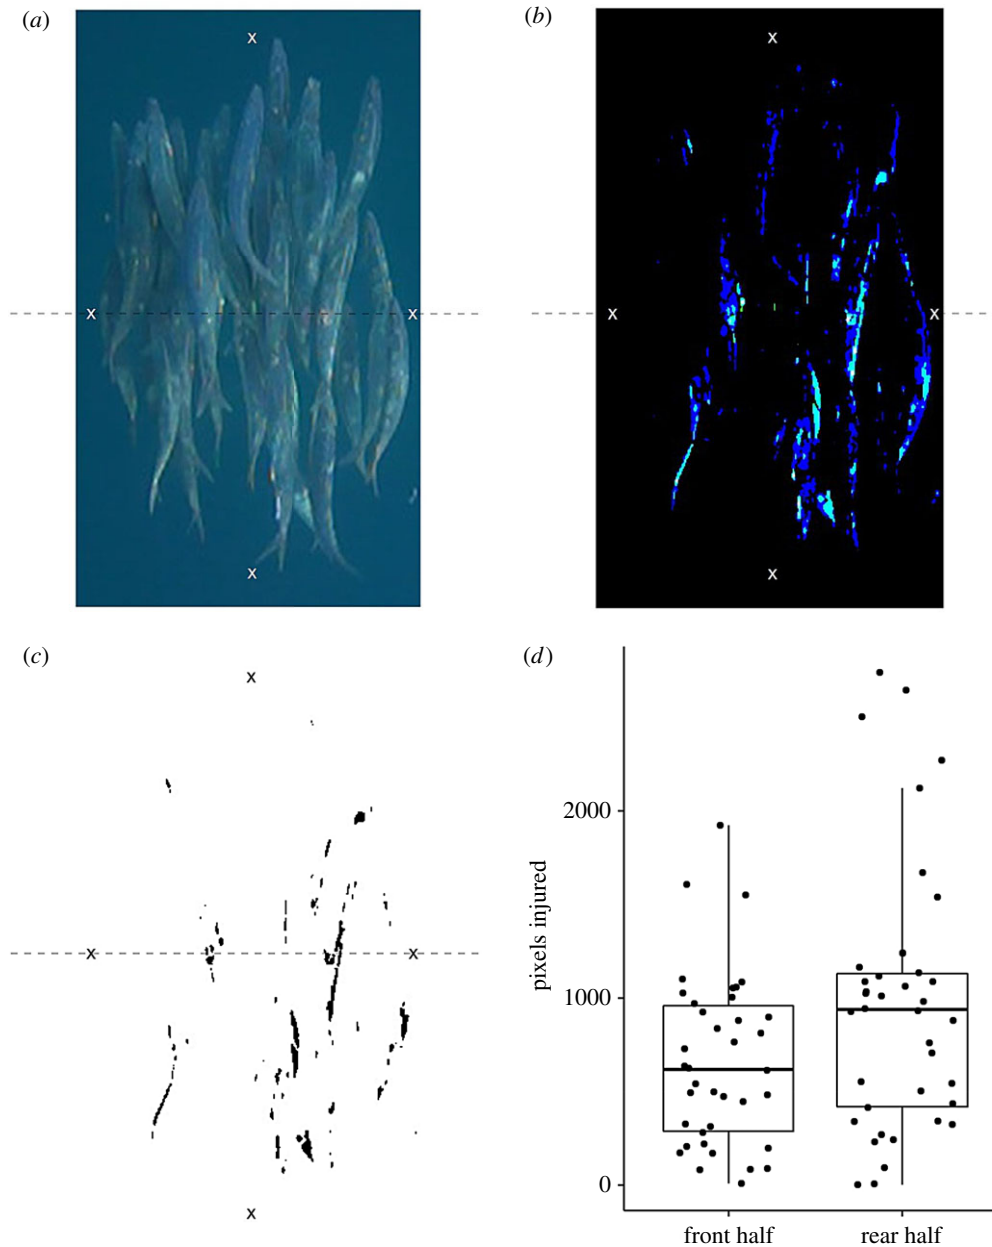 (a)
x
x
x
x
(b)
x
x
x
x
(c)
x
x
x
x
(d)
pixels injured
2000
1000
0
front half
rear half